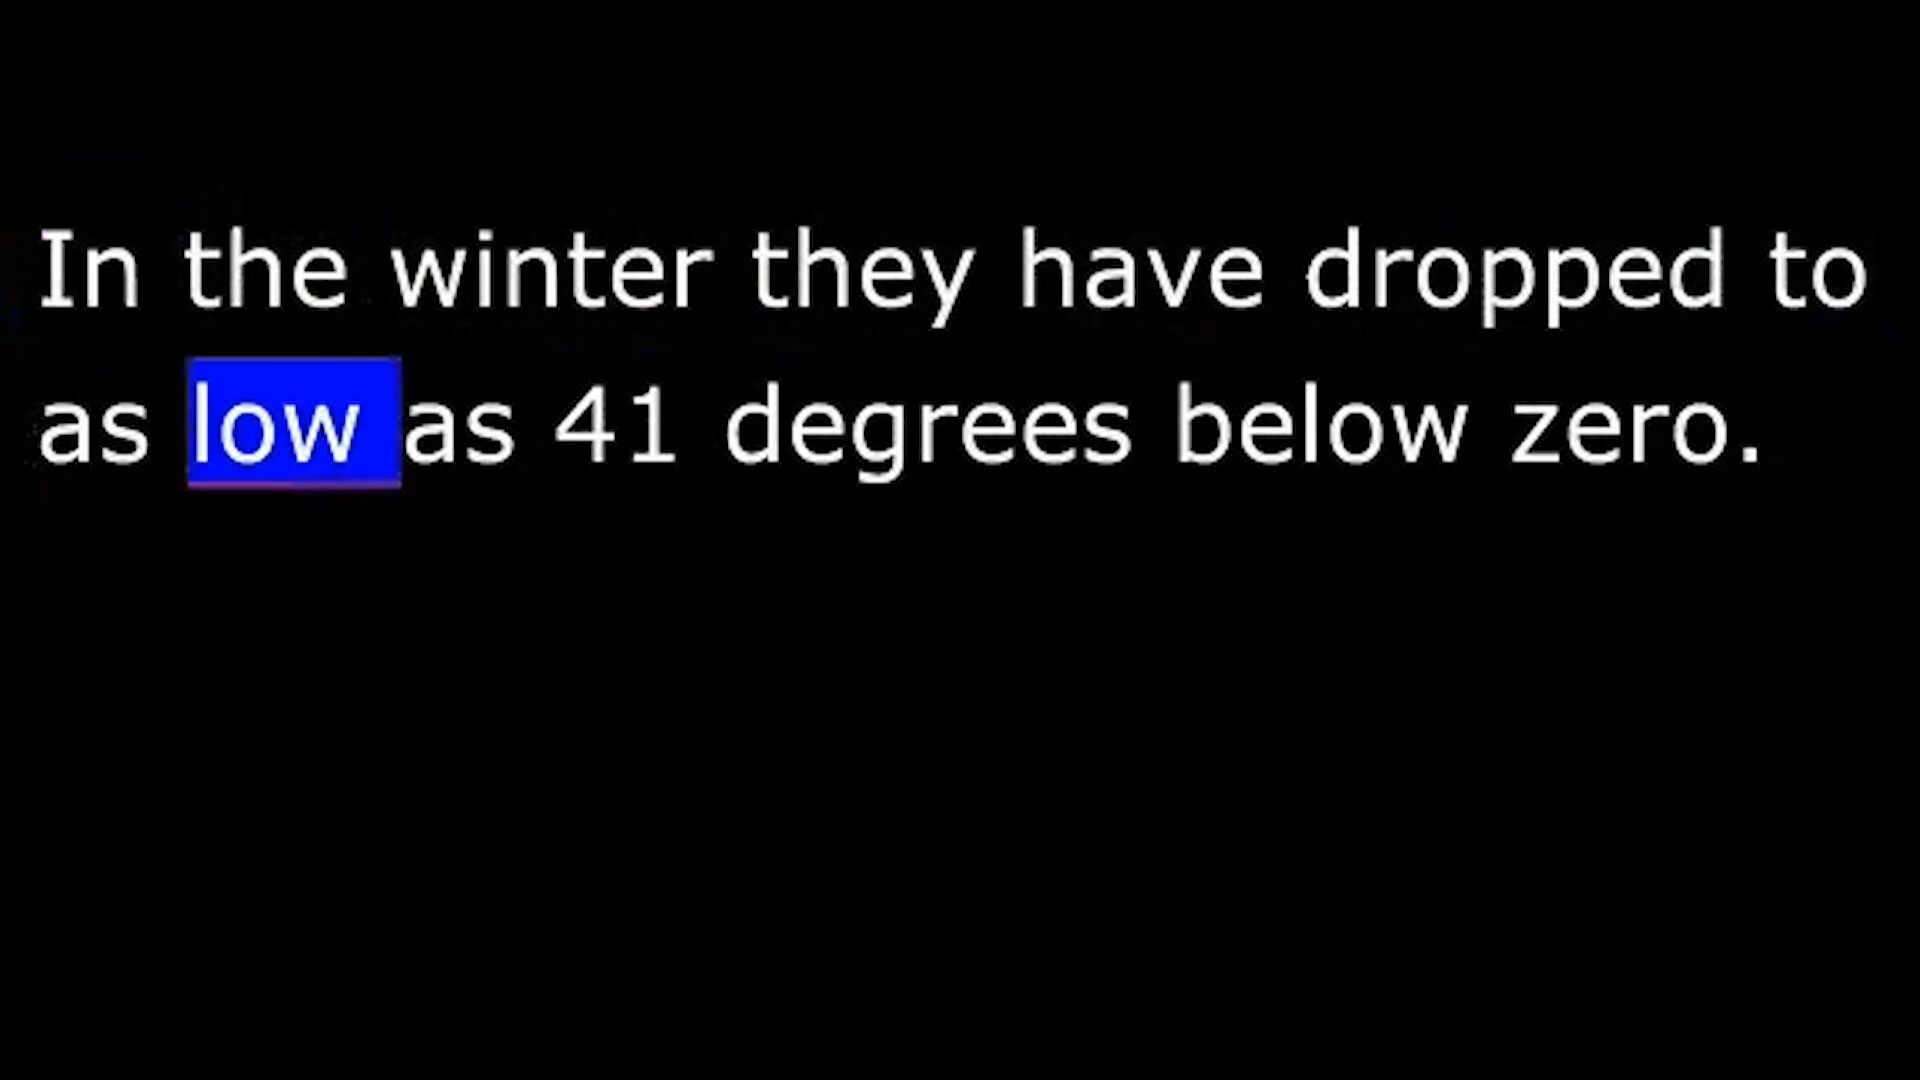 In the winter they have dropped to
as low as 41 degrees below zero.